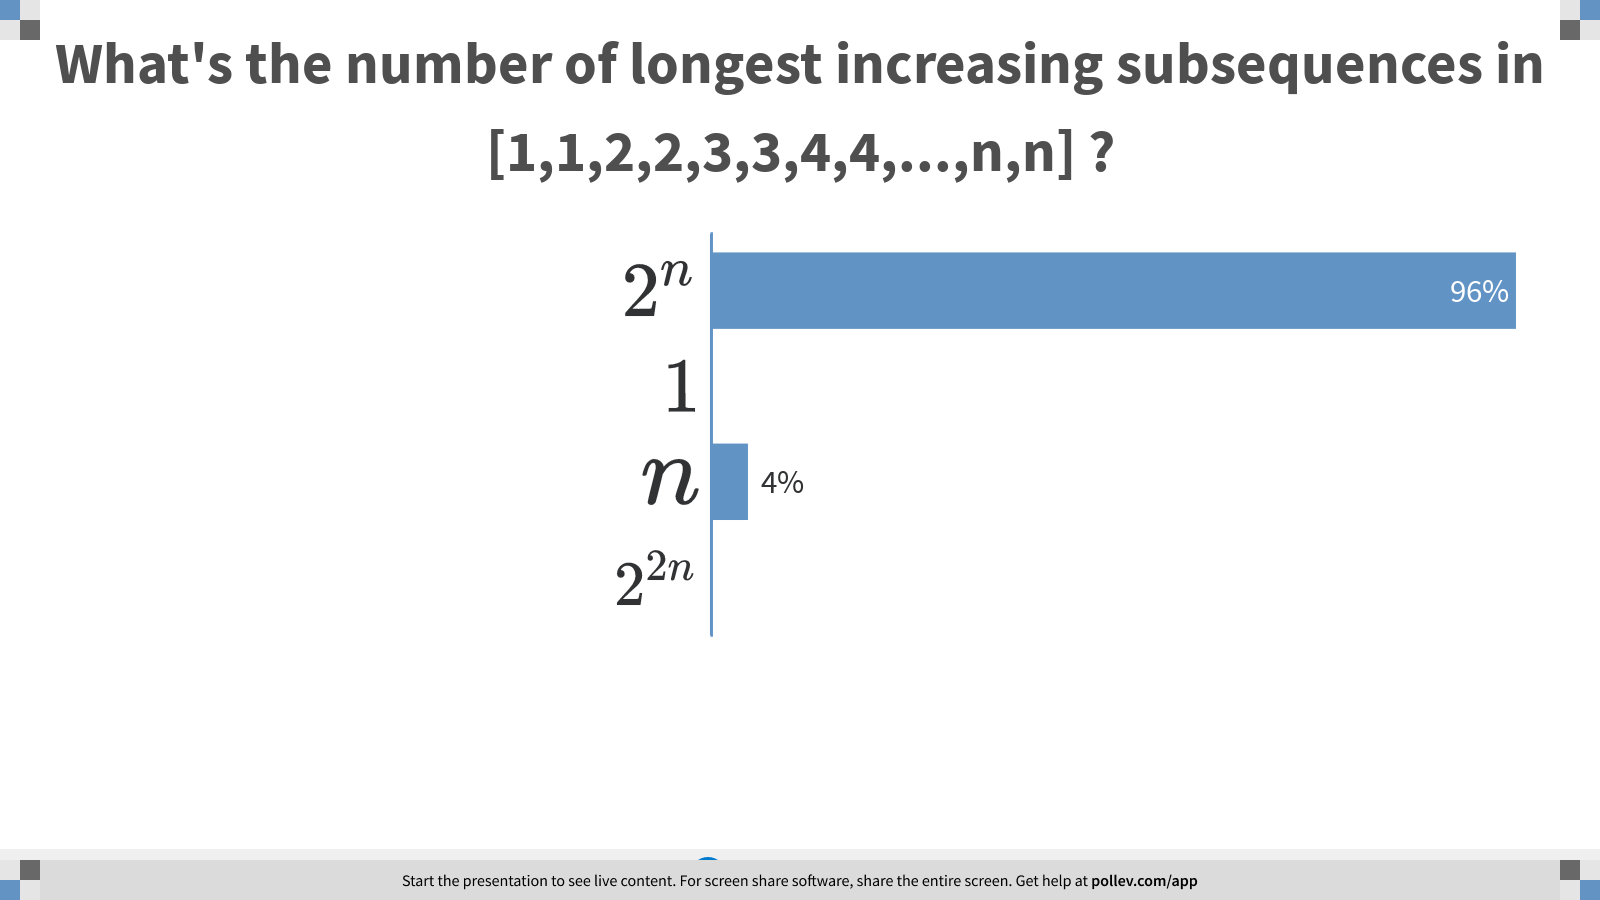 What's the number of longest increasing subsequences in
[1,1,2,2,3,3,4,4,...,n,n] ?
2^n
96%
1
n
4%
2^{2n}
Start the presentation to see live content. For screen share software, share the entire screen. Get help at pollev.com/app